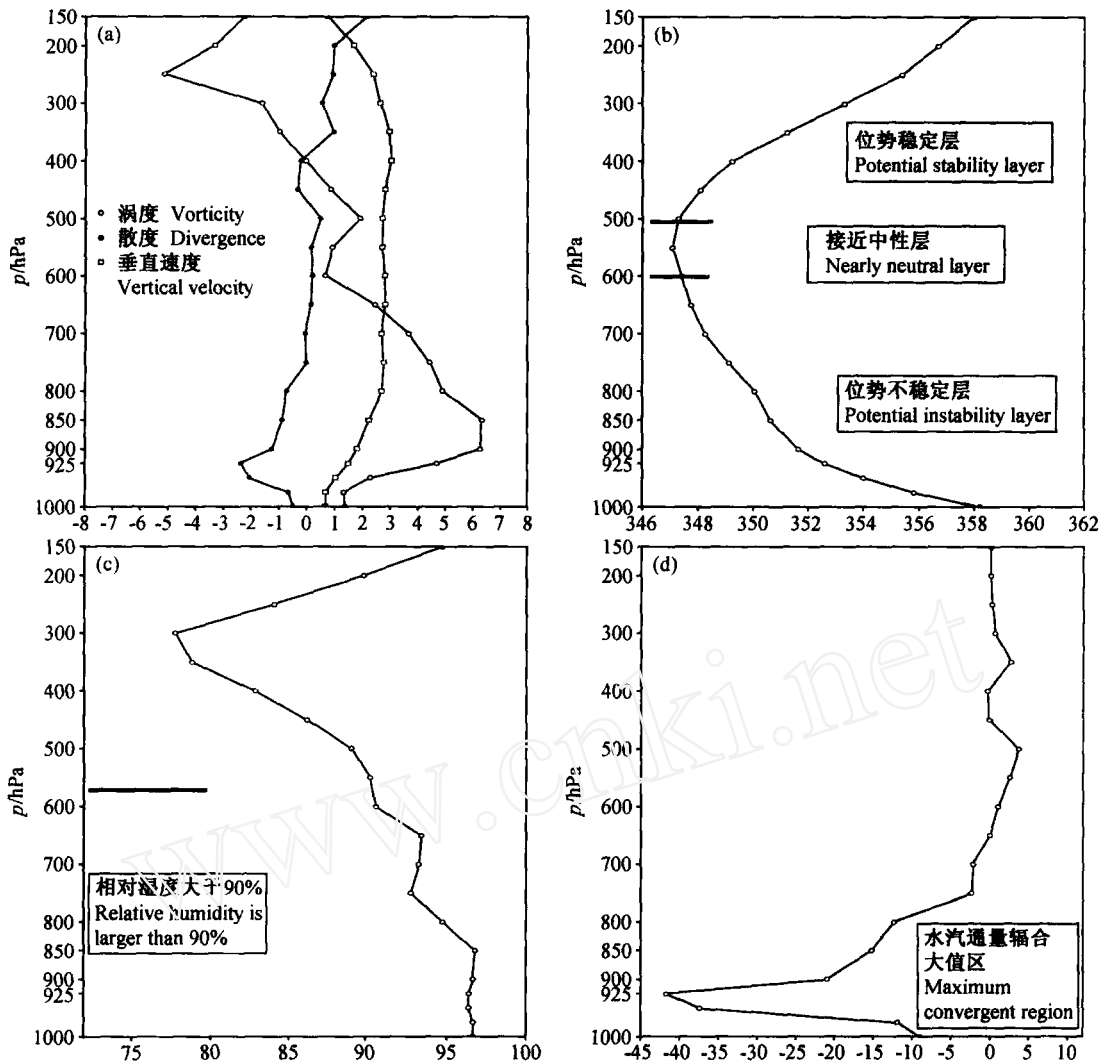 (a)
p/hPa
150
200
300
400
500
600
700
800
850
900
925
1000
涡度 Vorticity
散度 Divergence
垂直速度
Vertical velocity
-8 -7 -6 -5 -4 -3 -2 -1 0 1 2 3 4 5 6 7 8
(b)
p/hPa
150
200
300
400
500
600
700
800
850
900
925
1000
位势稳定层
Potential stability layer
接近中性层
Nearly neutral layer
位势不稳定层
Potential instability layer
346 348 350 352 354 356 358 360 362
(c)
p/hPa
150
200
300
400
500
600
700
800
850
900
925
1000
相对湿度大于90%
Relative humidity is
larger than 90%
75 80 85 90 95 100
(d)
p/hPa
150
200
300
400
500
600
700
800
850
900
925
1000
水汽通量辐合
大值区
Maximum
convergent region
-45 -40 -35 -30 -25 -20 -15 -10 -5 0 5 10
www.cnki.net